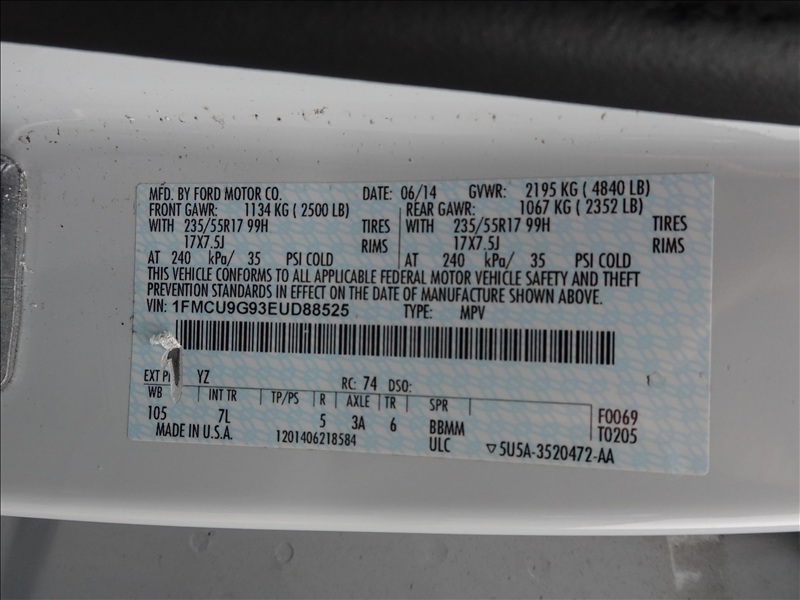 MFD. BY FORD MOTOR CO. DATE: 06/14 GVWR: 2195 KG ( 4840 LB)
FRONT GAWR: 1134 KG ( 2500 LB) REAR GAWR: 1067 KG ( 2352 LB)
WITH 235/55R17 99H TIRES WITH 235/55R17 99H TIRES
17X7.5J RIMS 17X7.5J RIMS
AT 240 kPa/ 35 PSI COLD AT 240 kPa/ 35 PSI COLD
THIS VEHICLE CONFORMS TO ALL APPLICABLE FEDERAL MOTOR VEHICLE SAFETY AND THEFT
PREVENTION STANDARDS IN EFFECT ON THE DATE OF MANUFACTURE SHOWN ABOVE.
VIN: 1FMCU9G93EUD88525 TYPE: MPV
EXT YZ RC: 74 DSO:
WB INT TR TP/PS R AXLE TR SPR
105 7L 5 3A 6 BBMM F0069
MADE IN U.S.A. 1201406218584 ULC T0205
▽5U5A-3520472-AA